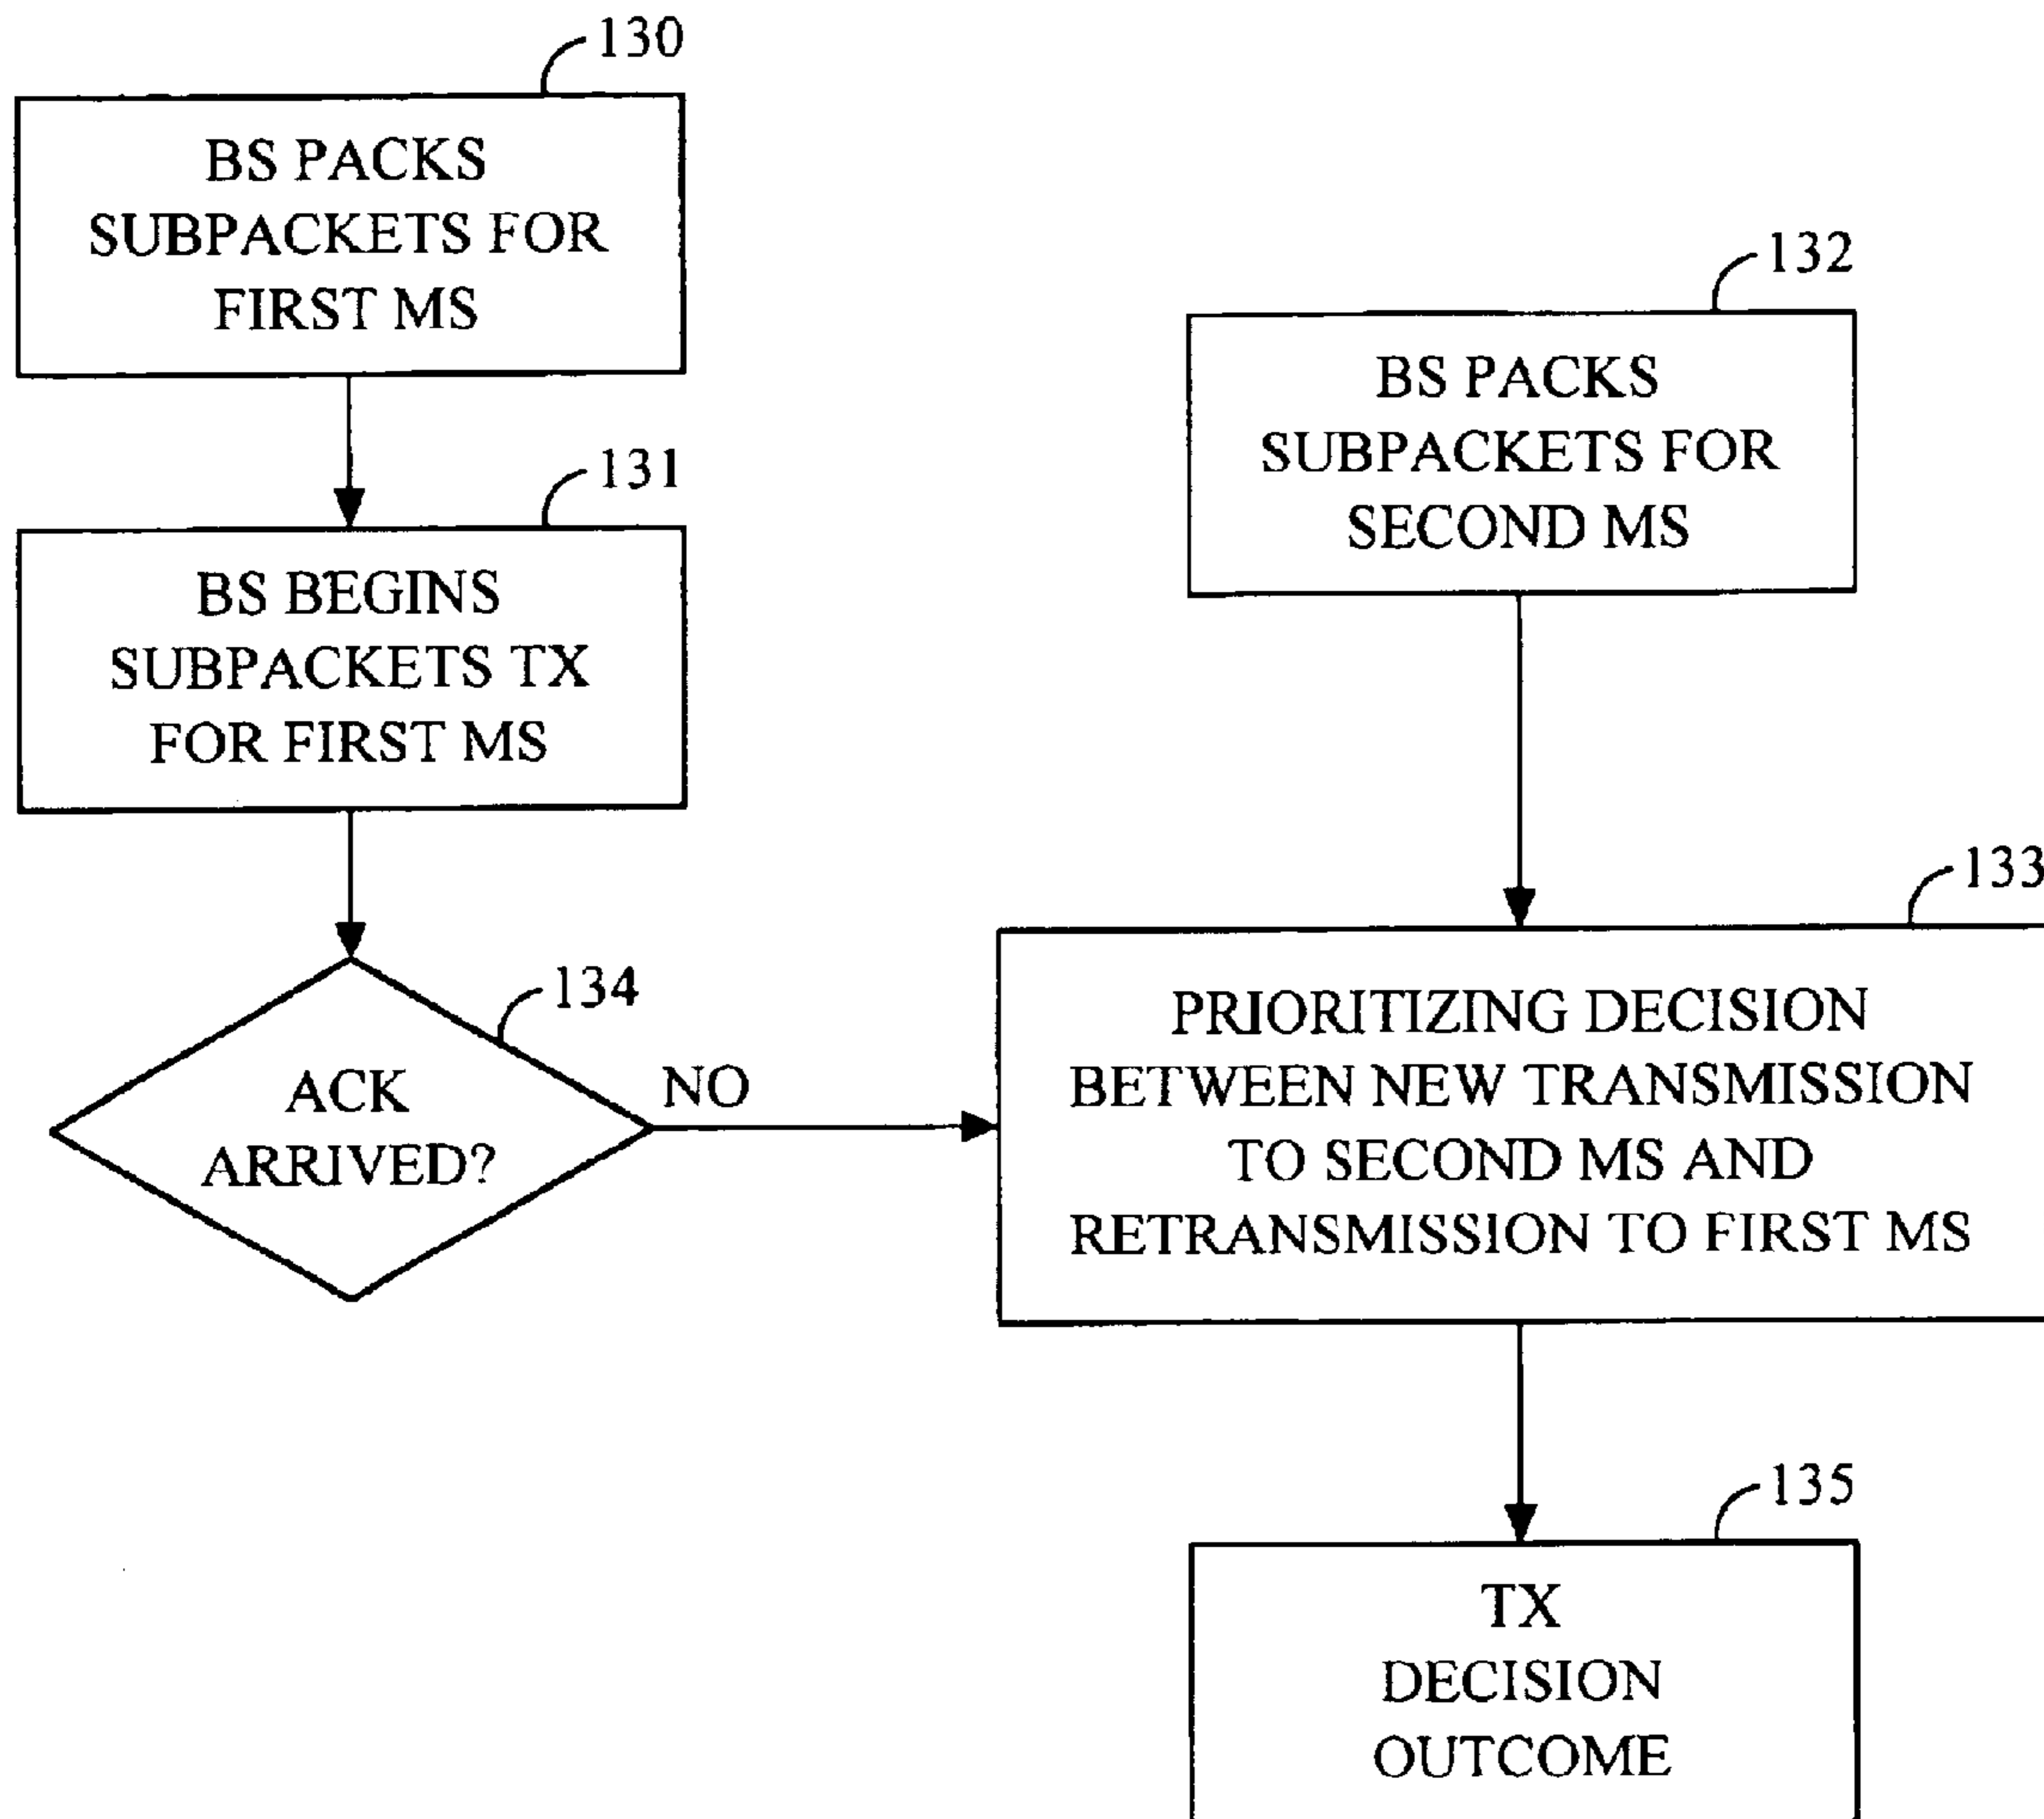 130
BS PACKS
SUBPACKETS FOR
FIRST MS
131
BS BEGINS
SUBPACKETS TX
FOR FIRST MS
134
ACK
ARRIVED?
NO
132
BS PACKS
SUBPACKETS FOR
SECOND MS
133
PRIORITIZING DECISION
BETWEEN NEW TRANSMISSION
TO SECOND MS AND
RETRANSMISSION TO FIRST MS
135
TX
DECISION
OUTCOME